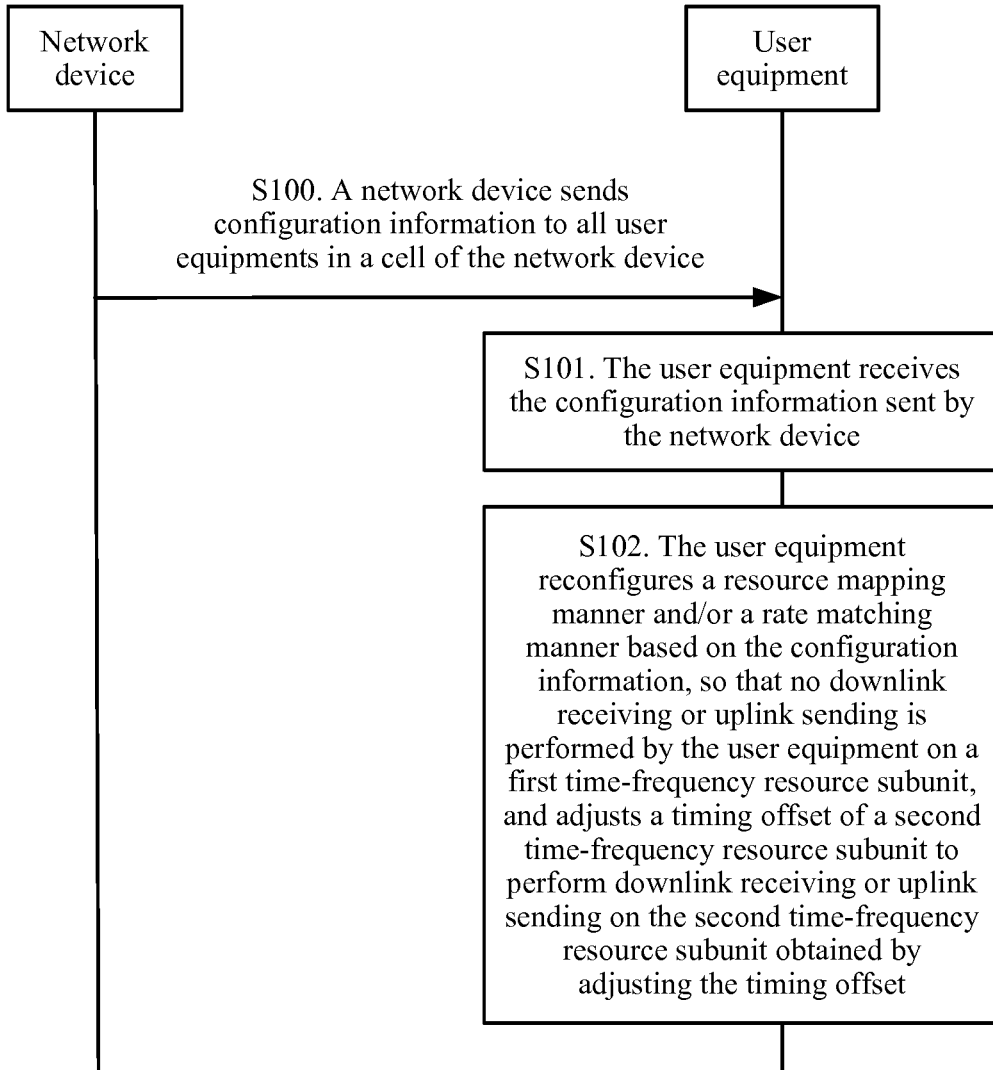 Network
device
User
equipment
S100. A network device sends
configuration information to all user
equipments in a cell of the network device
S101. The user equipment receives
the configuration information sent by
the network device
S102. The user equipment
reconfigures a resource mapping
manner and/or a rate matching
manner based on the configuration
information, so that no downlink
receiving or uplink sending is
performed by the user equipment on a
first time-frequency resource subunit,
and adjusts a timing offset of a second
time-frequency resource subunit to
perform downlink receiving or uplink
sending on the second time-frequency
resource subunit obtained by
adjusting the timing offset